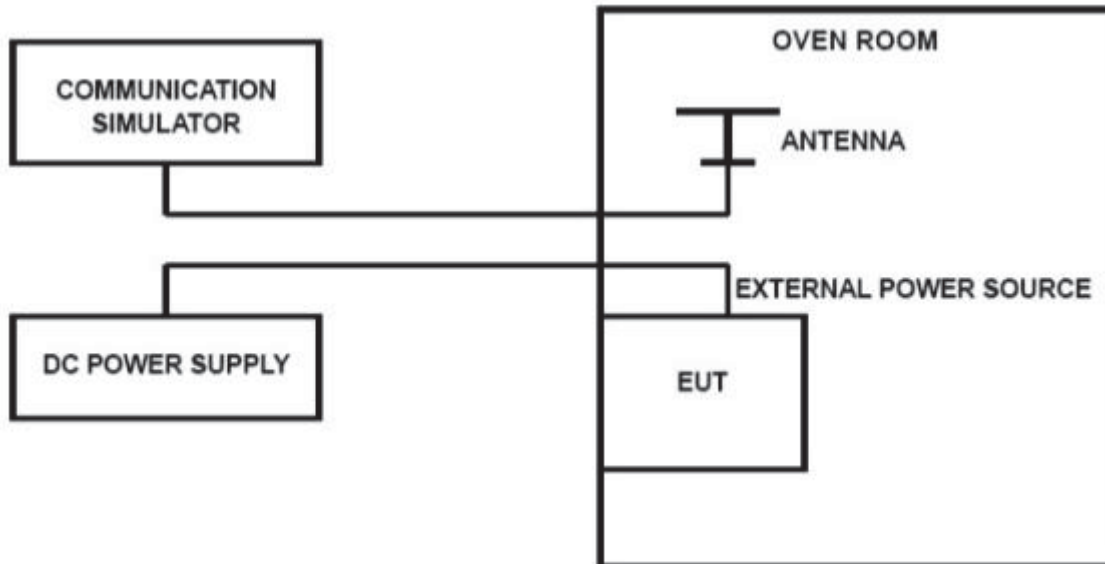 OVEN ROOM
COMMUNICATION
SIMULATOR
ANTENNA
EXTERNAL POWER SOURCE
DC POWER SUPPLY
EUT